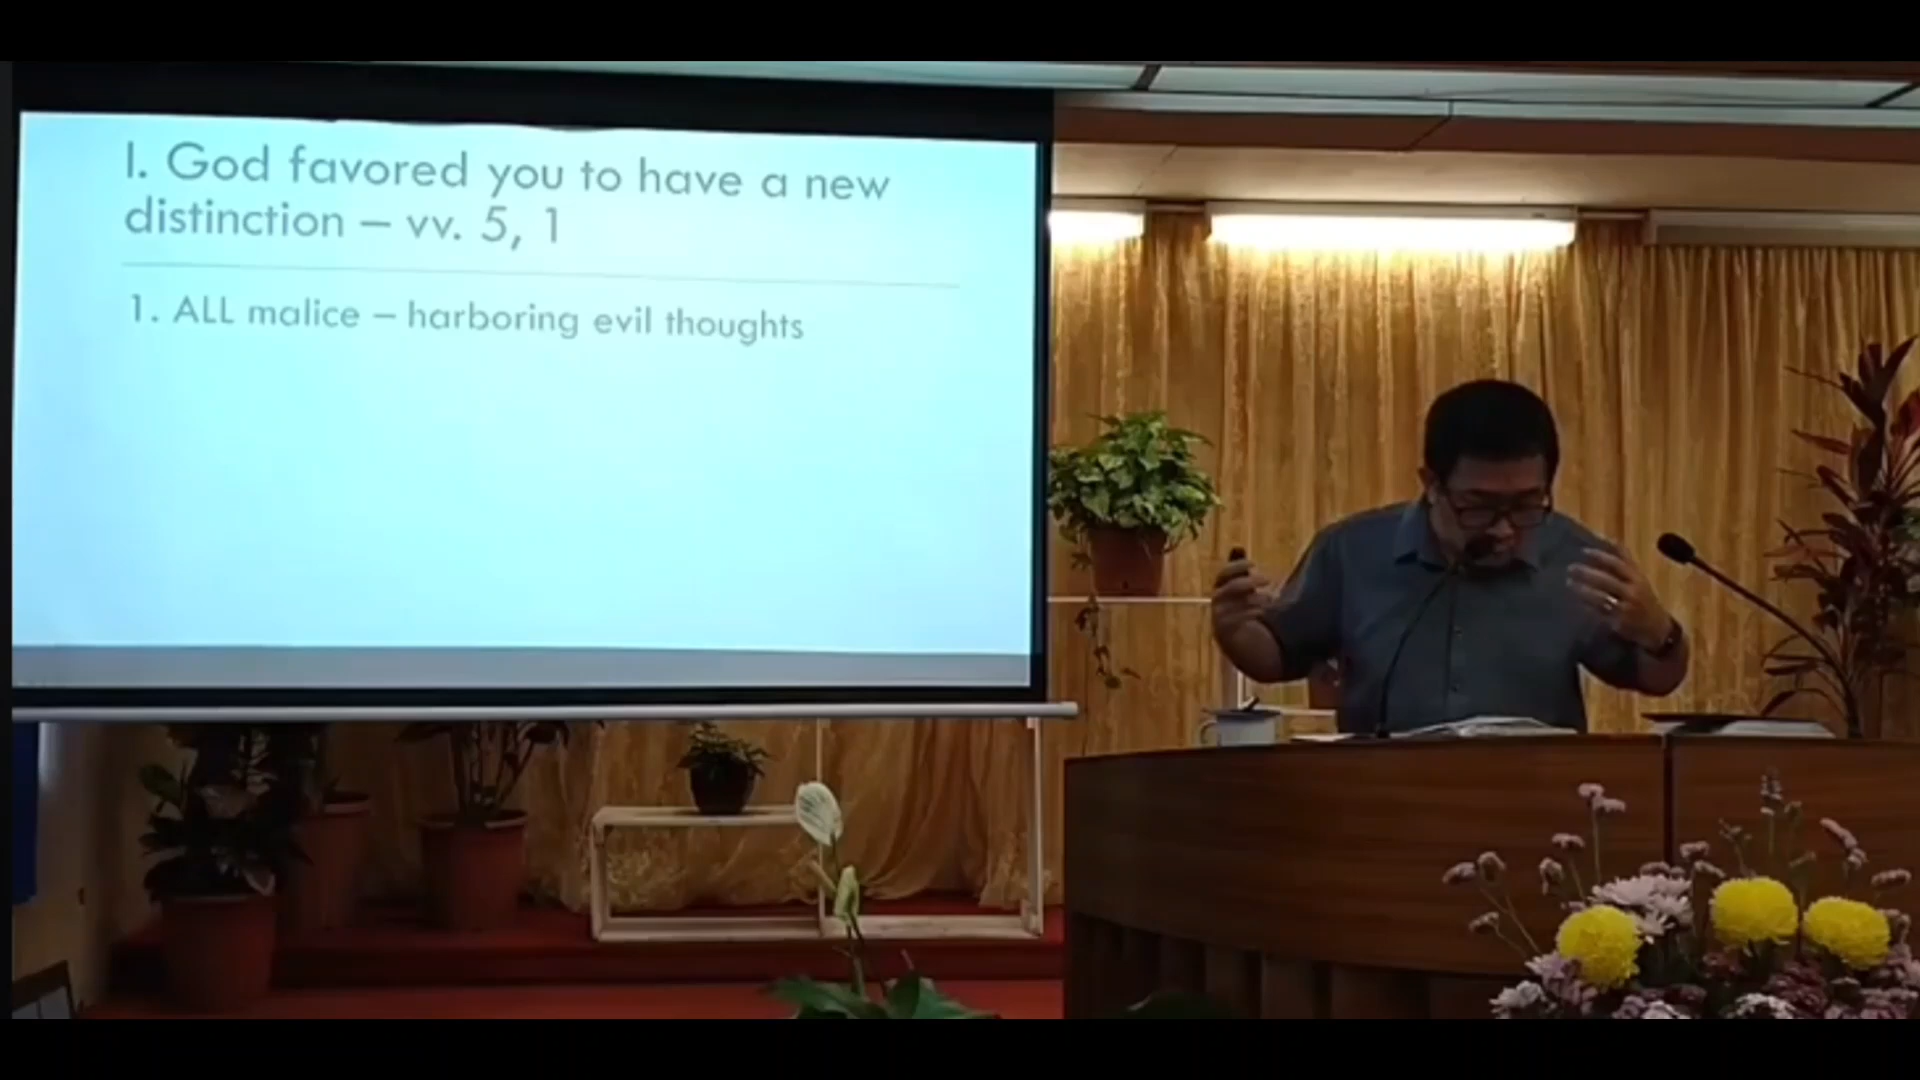 I. God favored you to have a new
distinction – vv. 5, 1
1. ALL malice – harboring evil thoughts